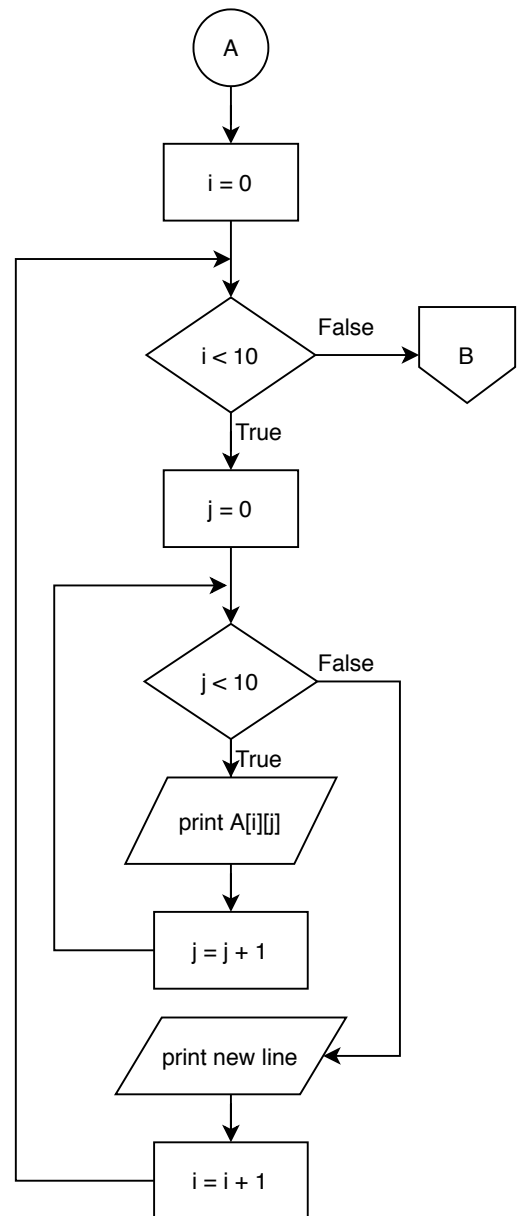 A
i = 0
i < 10
False
B
True
j = 0
j < 10
False
True
print A[i][j]
j = j + 1
print new line
i = i + 1